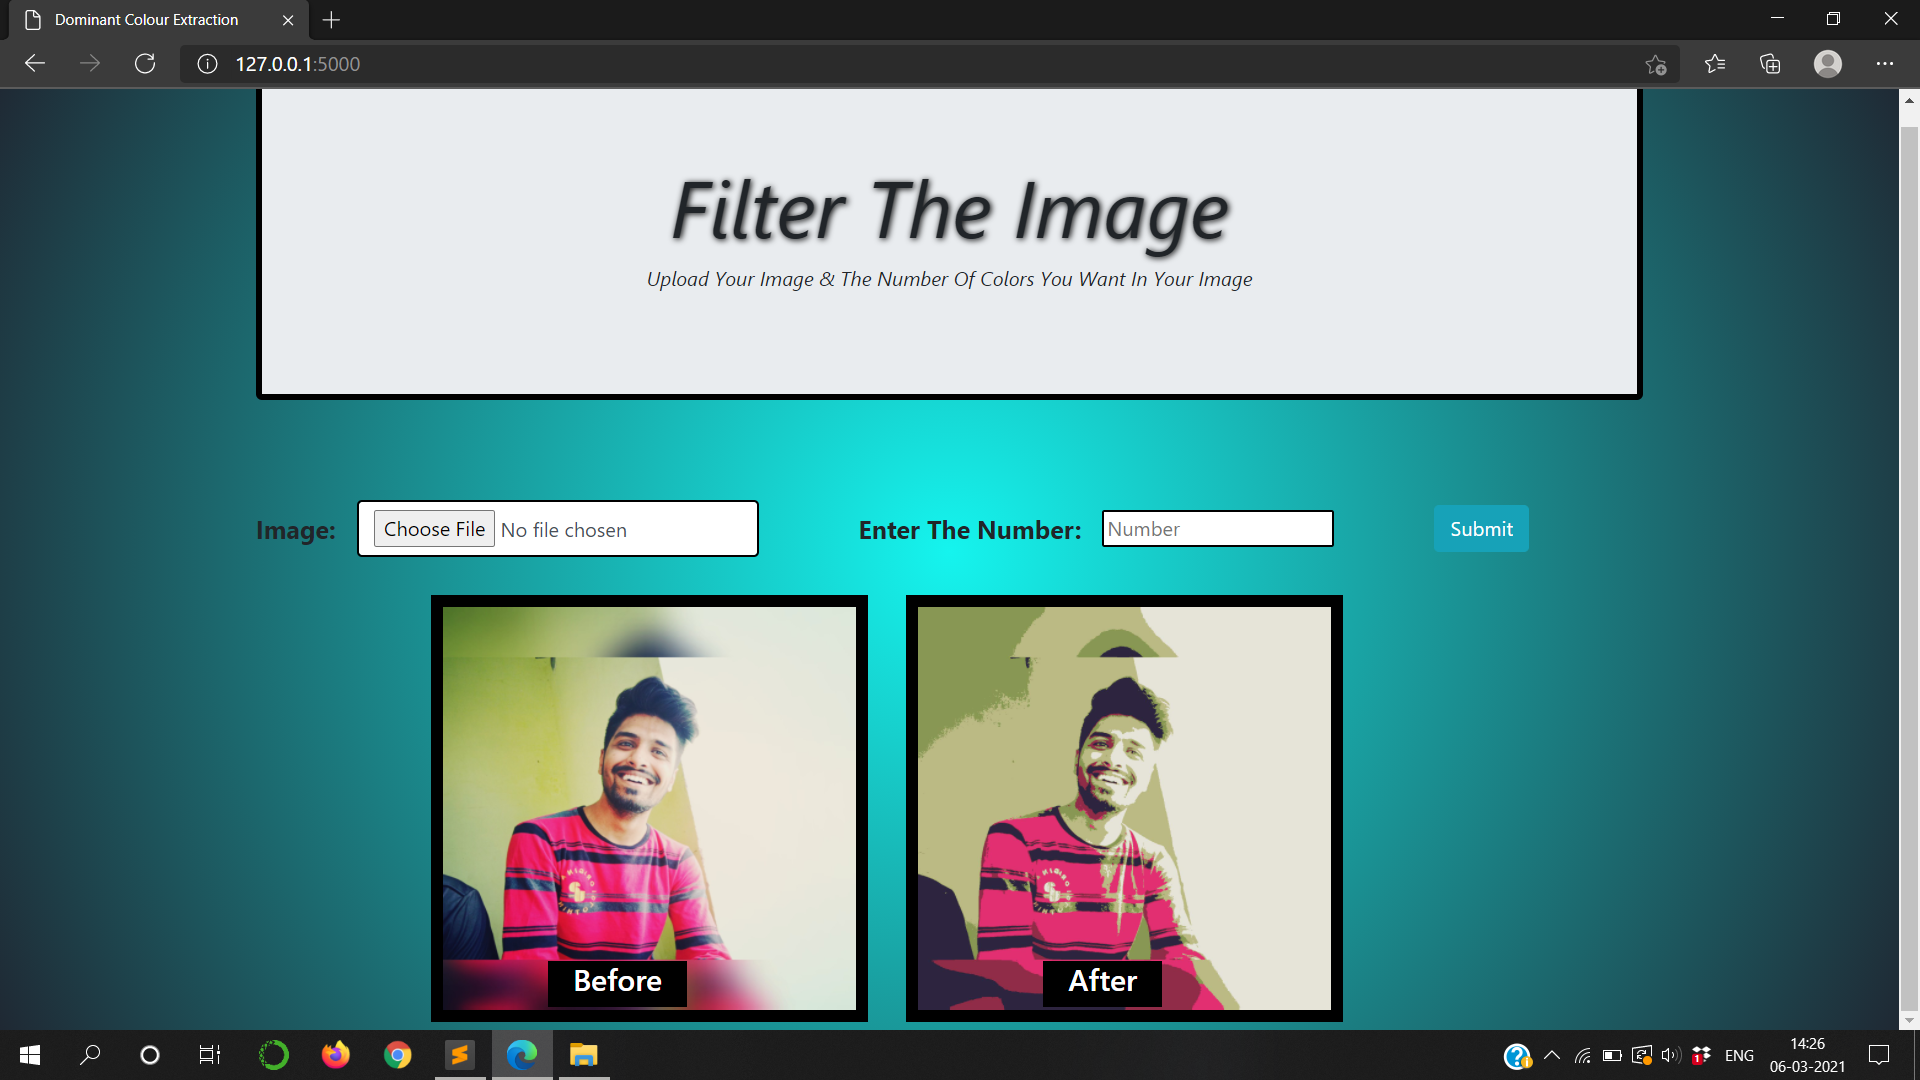 Dominant Colour Extraction
127.0.0.1:5000
Filter The Image
Upload Your Image & The Number Of Colors You Want In Your Image
Image: Choose File No file chosen Enter The Number: Number Submit
Before After
ENG 14:26
06-03-2021